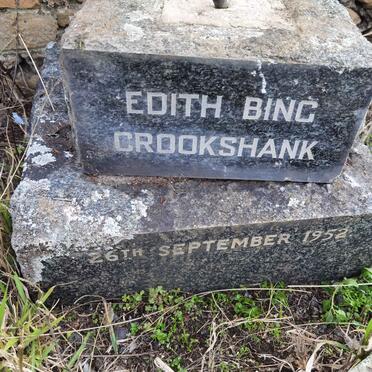 EDITH BING
CROOKSHANK
26TH SEPTEMBER 1952